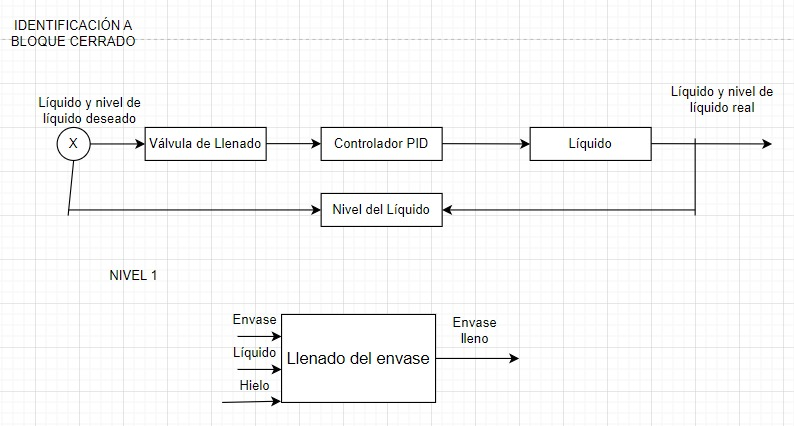 IDENTIFICACIÓN A
BLOQUE CERRADO
Líquido y nivel de
líquido deseado
Líquido y nivel de
líquido real
X
Válvula de Llenado
Controlador PID
Líquido
Nivel del Líquido
NIVEL 1
Envase
Líquido
Hielo
Llenado del envase
Envase
lleno